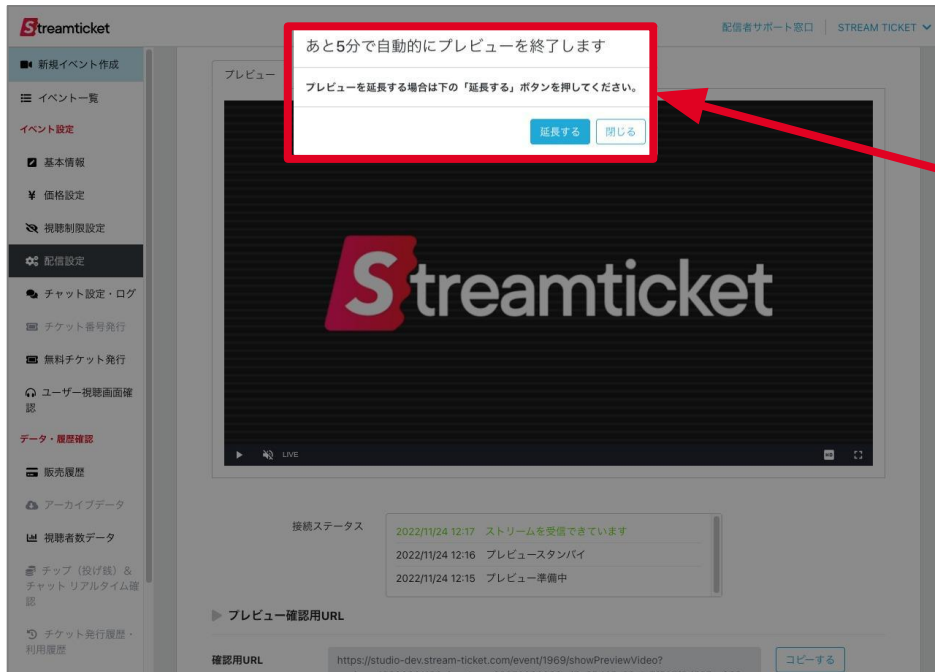 Streamticket
配信者サポート窓口
STREAM TICKET
新規イベント作成
イベント一覧
イベント設定
基本情報
価格設定
視聴制限設定
配信設定
チャット設定・ログ
チケット番号発行
無料チケット発行
ユーザー視聴画面確
認
データ・履歴確認
販売履歴
アーカイブデータ
視聴者数データ
チップ（投げ銭）&
チャット リアルタイム確
認
チケット発行履歴・
利用履歴
プレビュー
あと5分で自動的にプレビューを終了します
プレビューを延長する場合は下の「延長する」ボタンを押してください。
延長する
閉じる
Streamticket
LIVE
HD
接続ステータス
2022/11/24 12:17 ストリームを受信できています
2022/11/24 12:16 プレビュースタンバイ
2022/11/24 12:15 プレビュー準備中
プレビュー確認用URL
確認用URL
https://studio-dev.stream-ticket.com/event/1969/showPreviewVideo?
コピーする